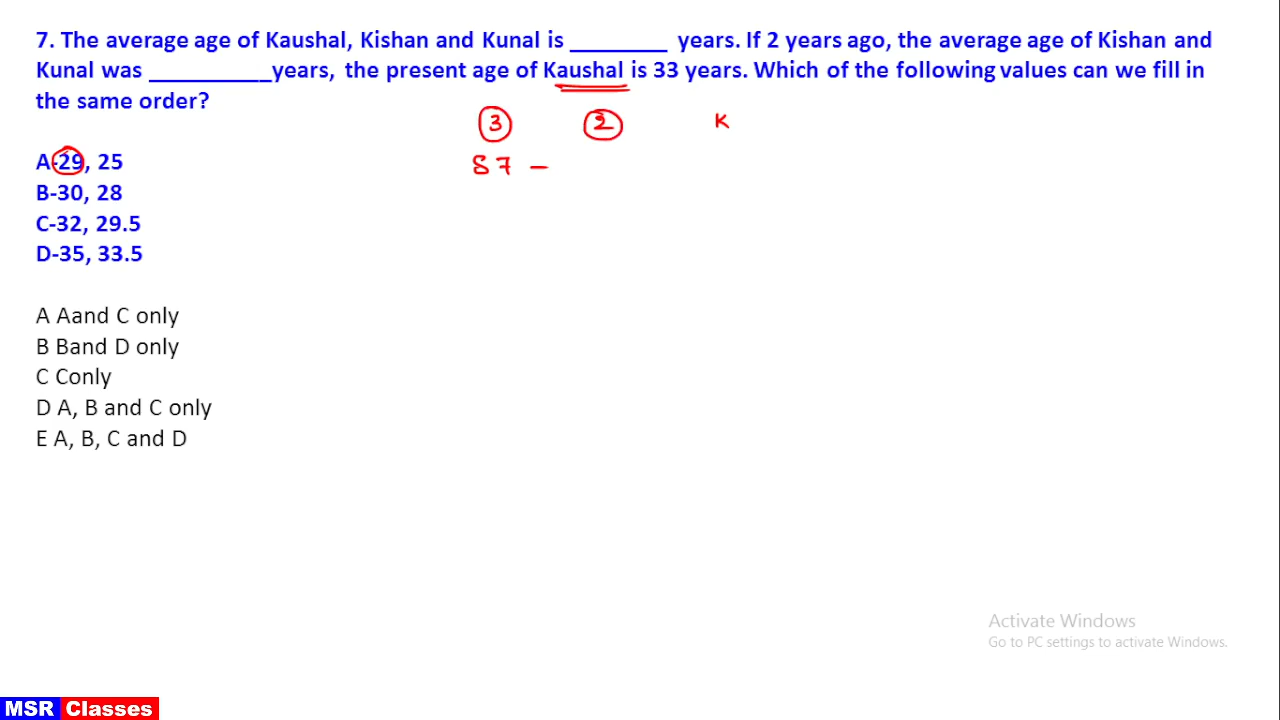 7. The average age of Kaushal, Kishan and Kunal is ________ years. If 2 years ago, the average age of Kishan and
Kunal was __________years, the present age of Kaushal is 33 years. Which of the following values can we fill in
the same order?
3 2 K
A-29, 25
87 -
B-30, 28
C-32, 29.5
D-35, 33.5
A Aand C only
B Band D only
C Conly
D A, B and C only
E A, B, C and D
Activate Windows
Go to PC settings to activate Windows.
MSR Classes